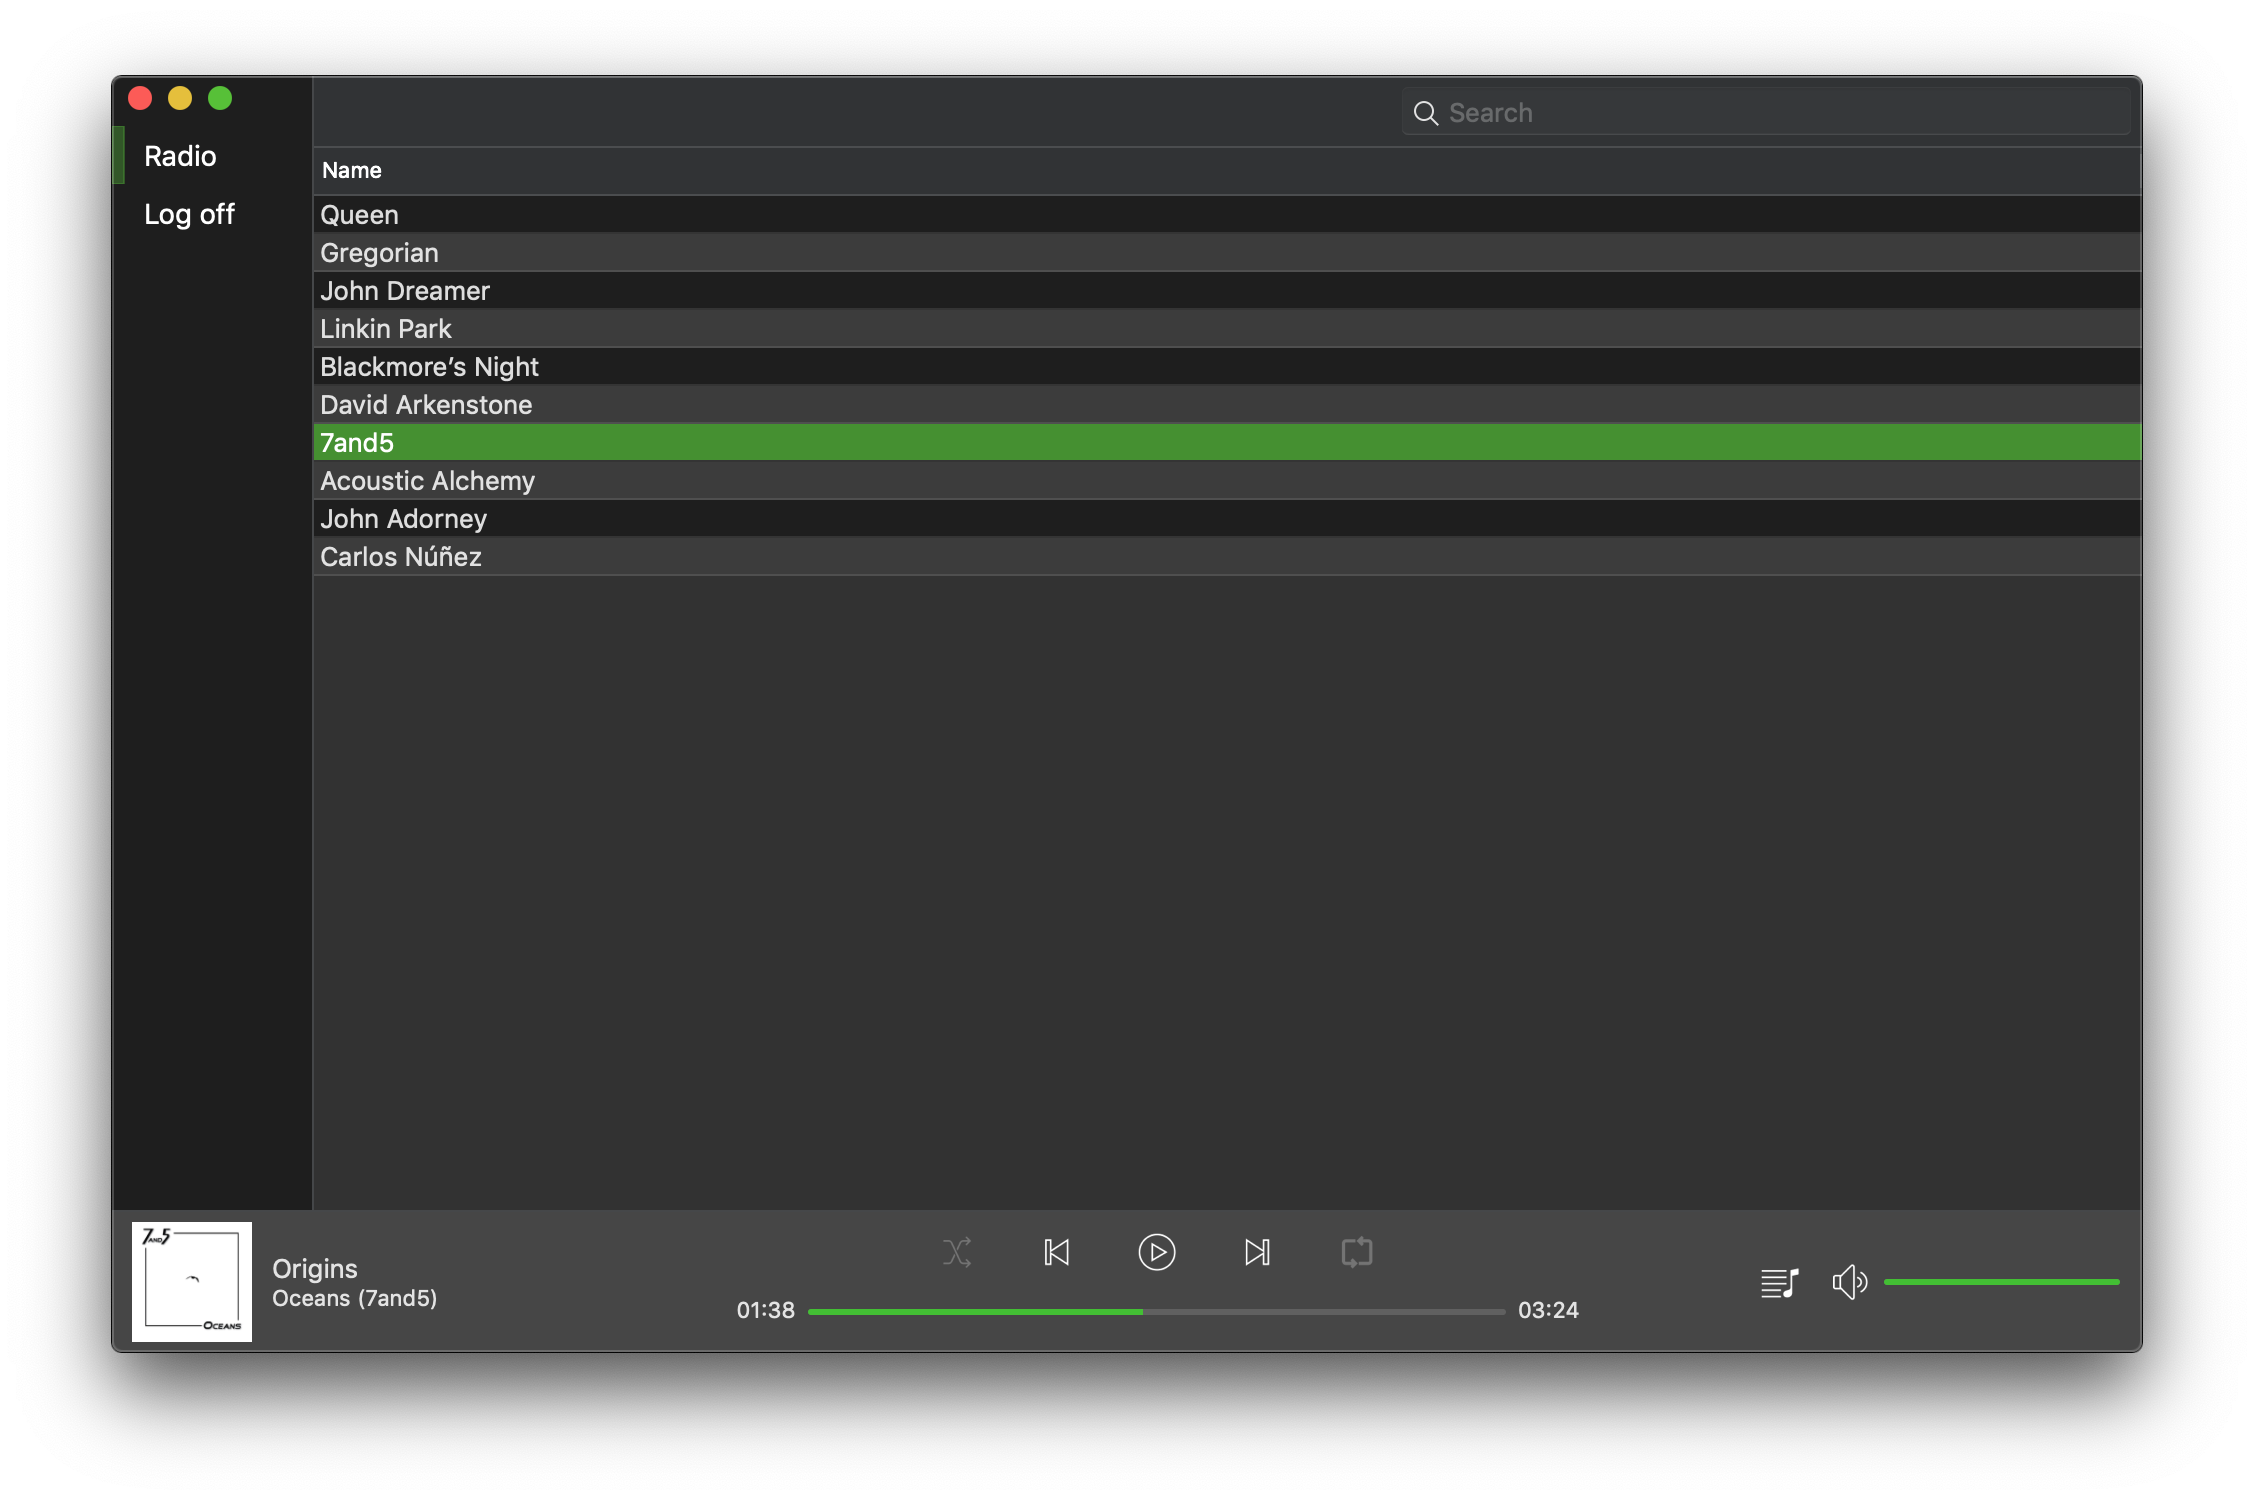 Search
Radio
Log off
Name
Queen
Gregorian
John Dreamer
Linkin Park
Blackmore’s Night
David Arkenstone
7and5
Acoustic Alchemy
John Adorney
Carlos Núñez
7AND5
OCEANS
Origins
Oceans (7and5)
01:38
03:24